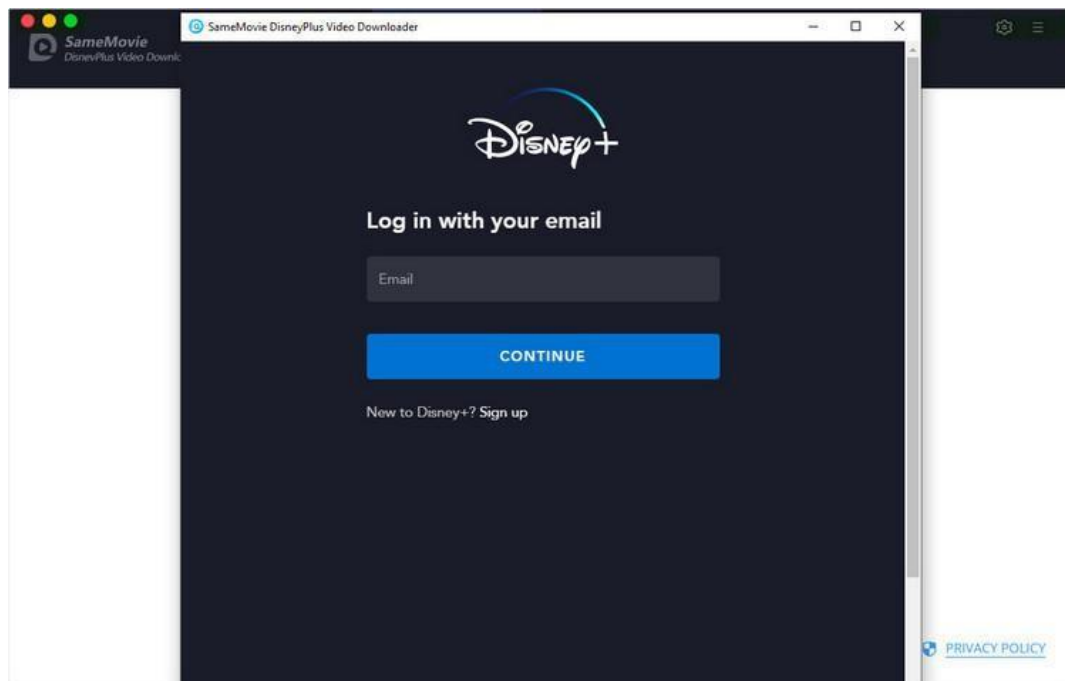 SameMovie DisneyPlus Video Downloader
SameMovie
DisneyPlus Video Downlo
Disney+
Log in with your email
Email
CONTINUE
New to Disney+? Sign up
PRIVACY POLICY